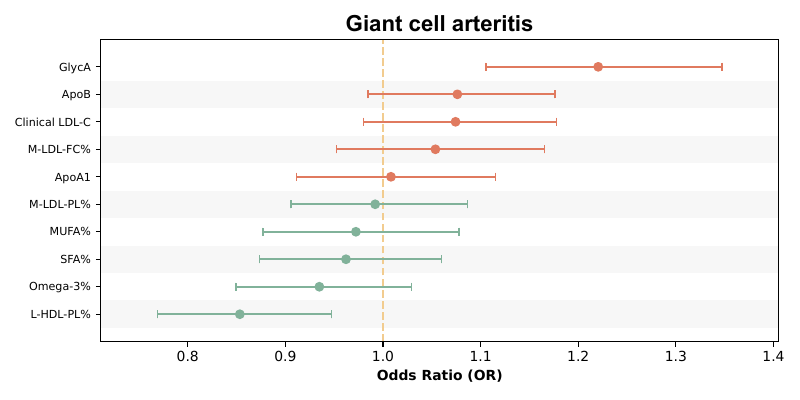 Giant cell arteritis
GlycA
ApoB
Clinical LDL-C
M-LDL-FC%
ApoA1
M-LDL-PL%
MUFA%
SFA%
Omega-3%
L-HDL-PL%
0.8 0.9 1.0 1.1 1.2 1.3 1.4
Odds Ratio (OR)